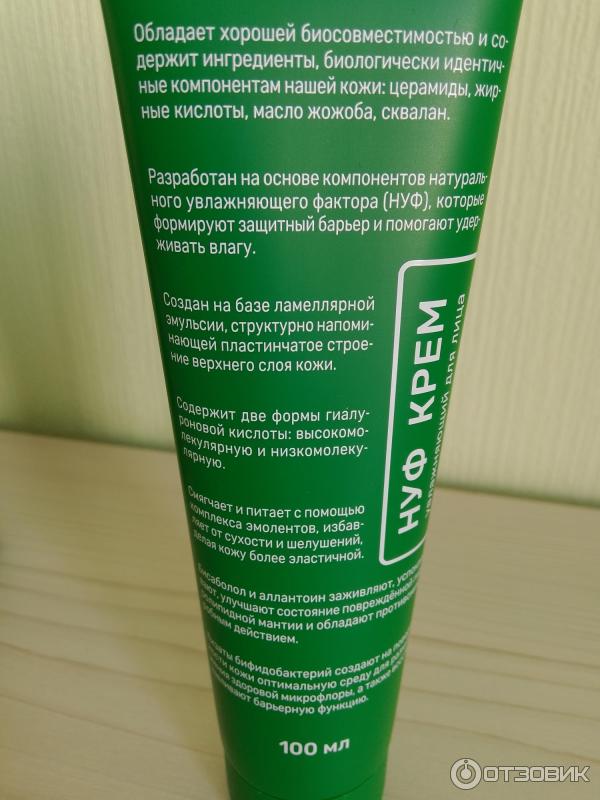 Обладает хорошей биосовместимостью и со-
держит ингредиенты, биологически идентич-
ные компонентам нашей кожи: церамиды, жир-
ные кислоты, масло жожоба, сквалан.
Разработан на основе компонентов натураль-
ного увлажняющего фактора (НУФ), которые
формируют защитный барьер и помогают удер-
живать влагу.
Создан на базе ламеллярной
эмульсии, структурно напоми-
нающей пластинчатое строе-
ние верхнего слоя кожи.
Содержит две формы гиалу-
роновой кислоты: высокомо-
лекулярную и низкомолеку-
лярную.
Смягчает и питает с помощью
комплекса эмолентов, избав-
ляет от сухости и шелушений,
делая кожу более эластичной.
НУФ КРЕМ
увлажняющий для лица
Бисаболол и аллантоин заживляют,
улучшают состояние
мантии и обладают
действием.
бифидобактерий создают на
кожи оптимальную среду для
здоровой микрофлоры, а также
барьерную функцию.
100 мл
ОТЗОВИК